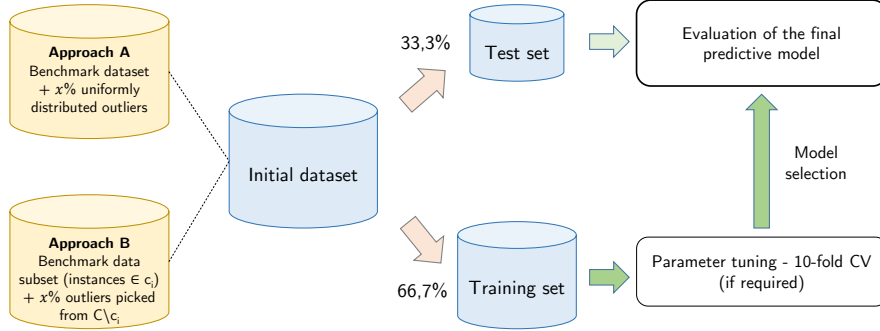 Approach A
Benchmark dataset
+ x% uniformly
distributed outliers
Approach B
Benchmark data
subset (instances ∈ cᵢ)
+ x% outliers picked
from C\cᵢ
Initial dataset
33,3%
Test set
Evaluation of the final
predictive model
Model
selection
66,7%
Training set
Parameter tuning - 10-fold CV
(if required)